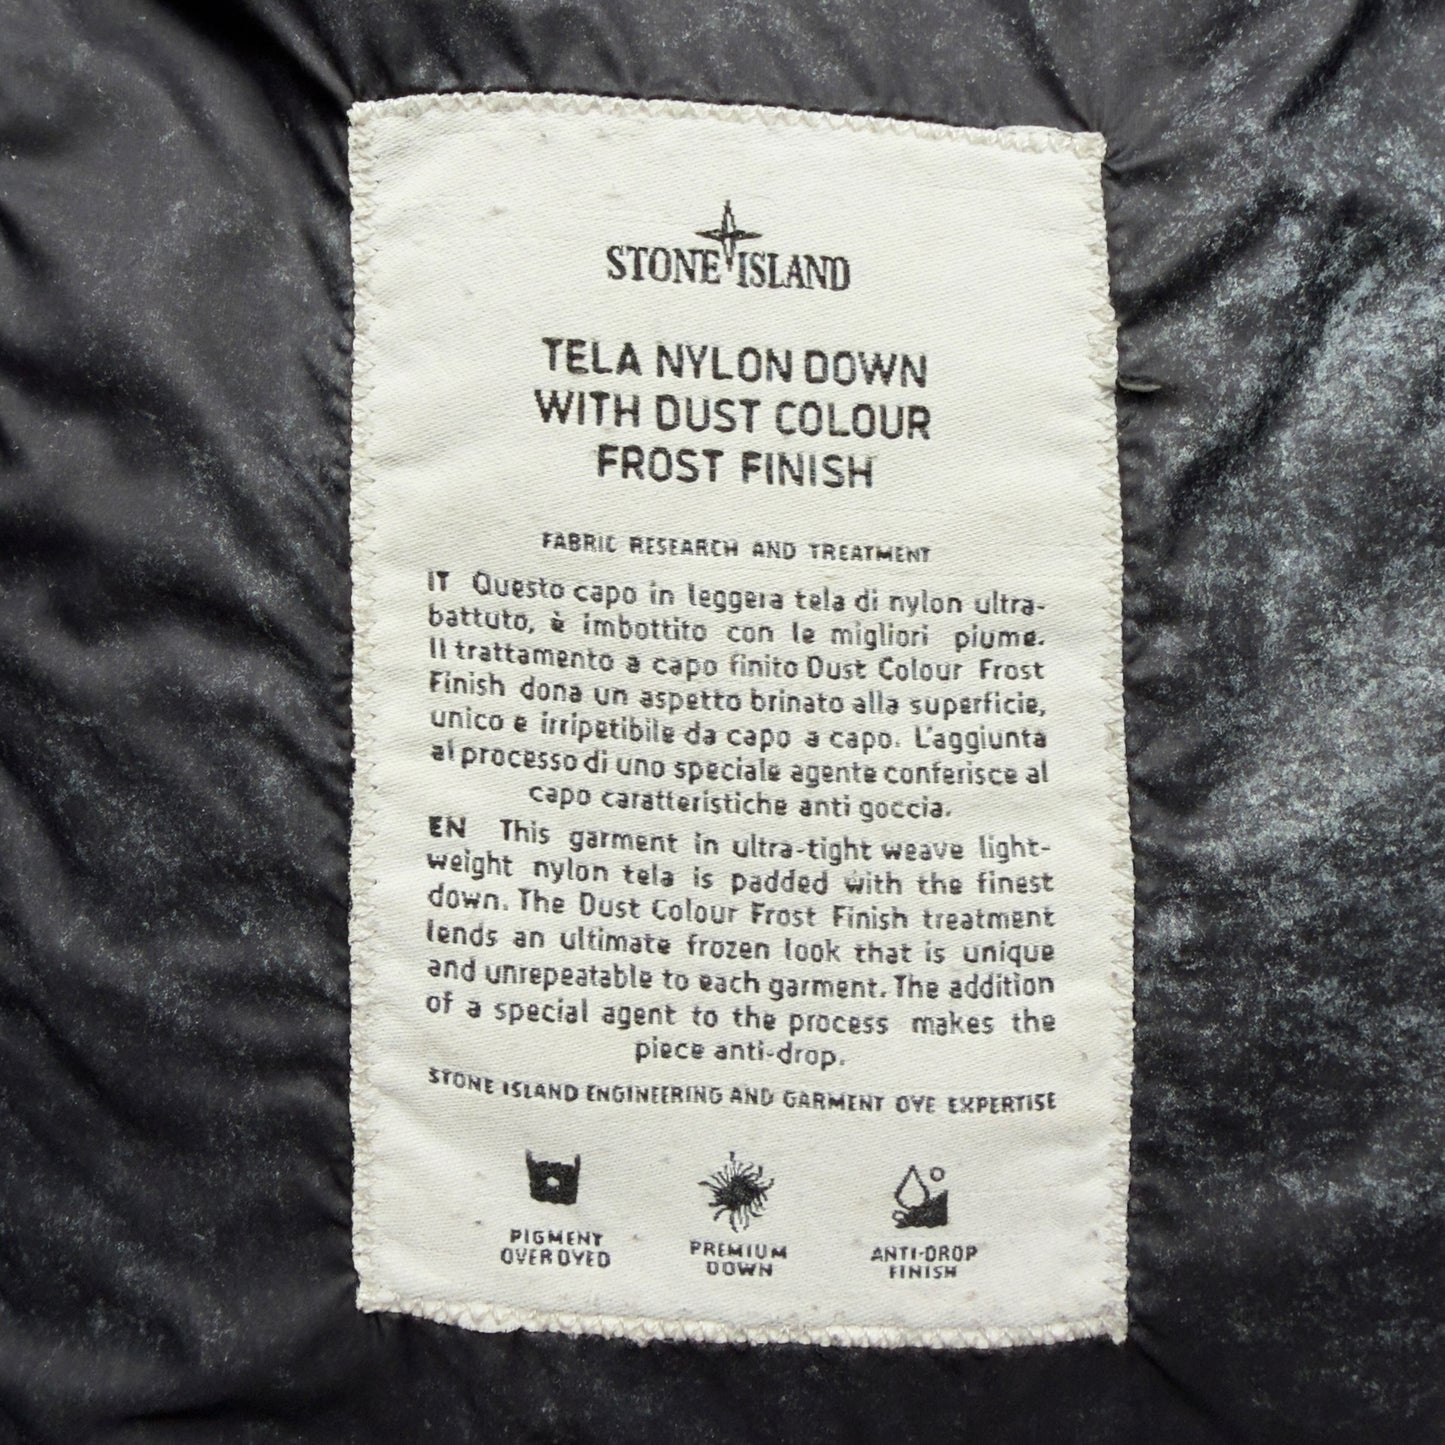 STONE ISLAND
TELA NYLON DOWN
WITH DUST COLOUR
FROST FINISH
FABRIC RESEARCH AND TREATMENT
IT Questo capo in leggera tela di nylon ultra-
battuto, è imbottito con le migliori piume.
Il trattamento a capo finito Dust Colour Frost
Finish dona un aspetto brinato alla superficie,
unico e irripetibile da capo a capo. L'aggiunta
al processo di uno speciale agente conferisce al
capo caratteristiche anti goccia.
EN This garment in ultra-tight weave light-
weight nylon tela is padded with the finest
down. The Dust Colour Frost Finish treatment
lends an ultimate frozen look that is unique
and unrepeatable to each garment. The addition
of a special agent to the process makes the
piece anti-drop.
STONE ISLAND ENGINEERING AND GARMENT DYE EXPERTISE
PIGMENT
OVERDYED
PREMIUM
DOWN
ANTI-DROP
FINISH